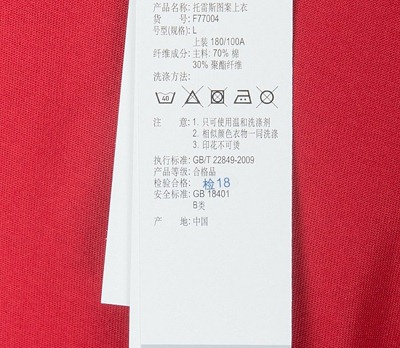 产品名称: 托雷斯图案上衣
货 号: F77004
号型(规格): L
上装 180/100A
纤维成分: 主料: 70% 棉
30% 聚酯纤维
洗涤方法:
40
注 意: 1. 只可使用温和洗涤剂
2. 相似颜色衣物一同洗涤
3. 印花不可烫
执行标准: GB/T 22849-2009
产品等级: 合格品
检验合格: 检18
安全标准: GB 18401
B类
产 地: 中国